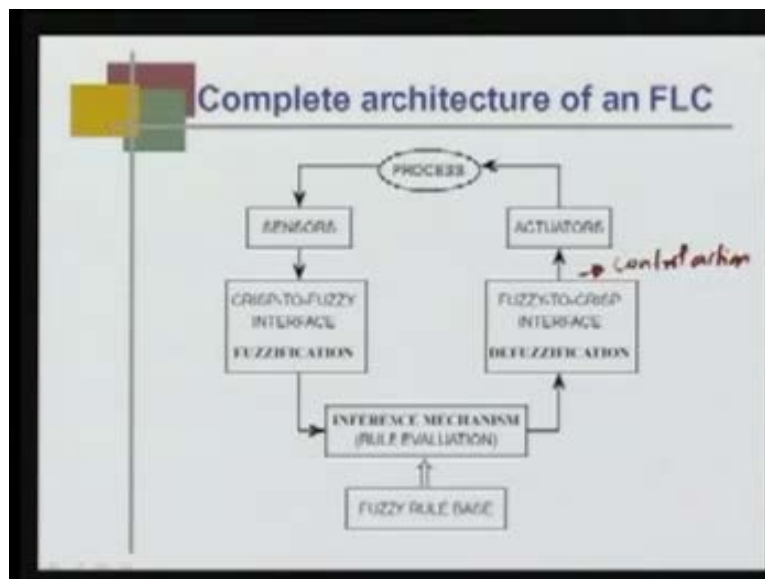 Complete architecture of an FLC
PROCESS
SENSORS
ACTUATORS
control action
CRISP-TO-FUZZY
INTERFACE
FUZZIFICATION
FUZZY-TO-CRISP
INTERFACE
DEFUZZIFICATION
INFERENCE MECHANISM
(RULE EVALUATION)
FUZZY RULE BASE